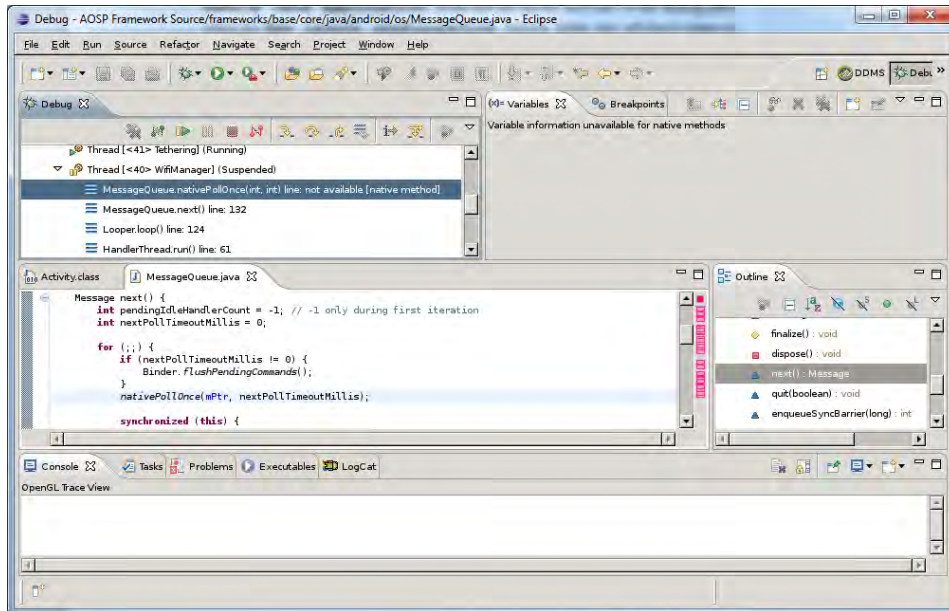 Debug - AOSP Framework Source/frameworks/base/core/java/android/os/MessageQueue.java - Eclipse
File Edit Run Source Refactor Navigate Search Project Window Help
DDMS Debu »
Debug
Thread [<41> Tethering] (Running)
Thread [<40> WifiManager] (Suspended)
MessageQueue.nativePollOnce(int, int) line: not available [native method]
MessageQueue.next() line: 132
Looper.loop() line: 124
HandlerThread.run() line: 61
(x)= Variables Breakpoints
Variable information unavailable for native methods
Activity.class MessageQueue.java
Message next() {
int pendingIdleHandlerCount = -1; // -1 only during first iteration
int nextPollTimeoutMillis = 0;
for (;;) {
if (nextPollTimeoutMillis != 0) {
Binder.flushPendingCommands();
}
nativePollOnce(mPtr, nextPollTimeoutMillis);
synchronized (this) {
Outline
finalize() : void
dispose() : void
next() : Message
quit(boolean) : void
enqueueSyncBarrier(long) : int
Console Tasks Problems Executables LogCat
OpenGL Trace View